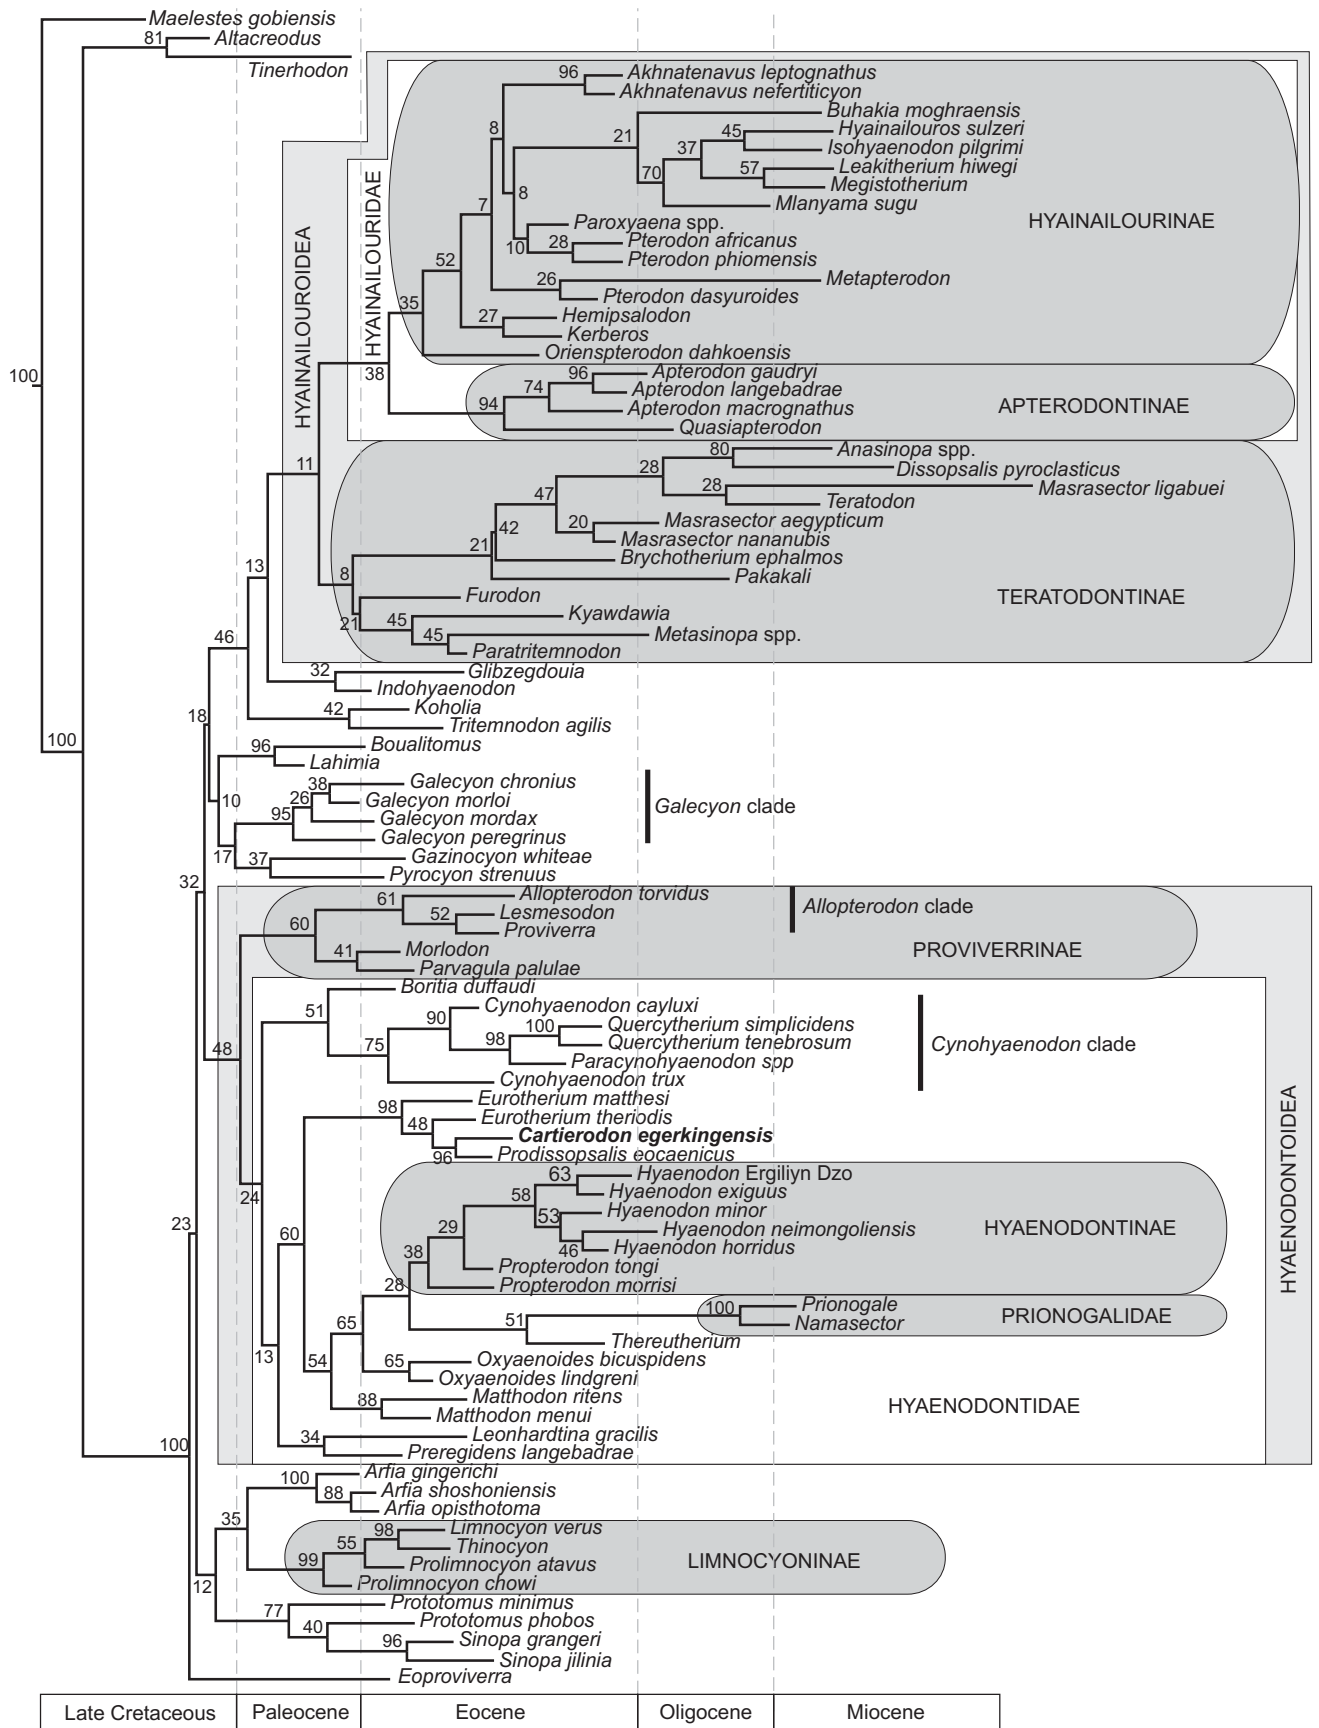 Maelestes gobiensis
81
Altacreodus
Tinerhodon
96
Akhnatenavus leptognathus
Akhnatenavus nefertiticyon
8
Buhakia moghraensis
21
45
Hyainailouros sulzeri
37
Isohyaenodon pilgrimi
70
57
Leakitherium hiwegi
Megistotherium
Mlanyama sugu
8
7
Paroxyaena spp.
10
28
Pterodon africanus
Pterodon phiomensis
HYAINAILOURINAE
52
26
Metapterodon
Pterodon dasyuroides
35
27
Hemipsalodon
Kerberos
Orienspterodon dahkoensis
HYAINAILOUROIDEA
HYAINAILOURIDAE
100
38
96
Apterodon gaudryi
74
Apterodon langebadrae
94
Apterodon macrognathus
Quasiapterodon
APTERODONTINAE
11
80
Anasinopa spp.
28
Dissopsalis pyroclasticus
28
Masrasector ligabuei
47
Teratodon
20
Masrasector aegypticum
42
Masrasector nananubis
21
Brychotherium ephalmos
Pakakali
13
8
Furodon
TERATODONTINAE
21
45
Kyawdawia
45
Metasinopa spp.
Paratritemnodon
46
32
Glibzegdouia
Indohyaenodon
42
Koholia
Tritemnodon agilis
18
100
96
Boualitomus
Lahimia
38
Galecyon chronius
10
26
Galecyon morloi
95
Galecyon mordax
Galecyon peregrinus
Galecyon clade
17
37
Gazinocyon whiteae
Pyrocyon strenuus
32
61
Allopterodon torvidus
52
Lesmesodon
Proviverra
Allopterodon clade
60
41
Morlodon
Parvagula palulae
PROVIVERRINAE
Boritia duffaudi
51
90
Cynohyaenodon cayluxi
100
Quercytherium simplicidens
98
Quercytherium tenebrosum
75
Paracynohyaenodon spp
Cynohyaenodon trux
Cynohyaenodon clade
48
98
Eurotherium matthesi
48
Eurotherium theriodis
Cartierodon egerkingensis
96
Prodissopsalis eocaenicus
24
63
Hyaenodon Ergiliyn Dzo
58
Hyaenodon exiguus
53
Hyaenodon minor
29
Hyaenodon neimongoliensis
46
Hyaenodon horridus
38
Propterodon tongi
Propterodon morrisi
HYAENODONTINAE
23
60
28
100
Prionogale
Namasector
PRIONOGALIDAE
51
Thereutherium
65
65
Oxyaenoides bicuspidens
Oxyaenoides lindgreni
13
54
88
Matthodon ritens
Matthodon menui
HYAENODONTIDAE
HYAENODONTOIDEA
34
Leonhardtina gracilis
Preregidens langebadrae
100
100
Arfia gingerichi
88
Arfia shoshoniensis
Arfia opisthotoma
35
98
Limnocyon verus
55
Thinocyon
99
Prolimnocyon atavus
Prolimnocyon chowi
LIMNOCYONINAE
12
77
Prototomus minimus
40
Prototomus phobos
96
Sinopa grangeri
Sinopa jilinia
Eoproviverra
Late Cretaceous Paleocene Eocene Oligocene Miocene